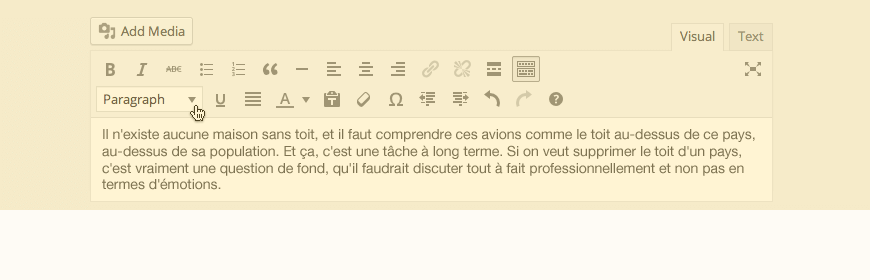 Add Media
Visual Text
B I ABC
Paragraph U A Ω ?
Il n'existe aucune maison sans toit, et il faut comprendre ces avions comme le toit au-dessus de ce pays,
au-dessus de sa population. Et ça, c'est une tâche à long terme. Si on veut supprimer le toit d'un pays,
c'est vraiment une question de fond, qu'il faudrait discuter tout à fait professionnellement et non pas en
termes d'émotions.